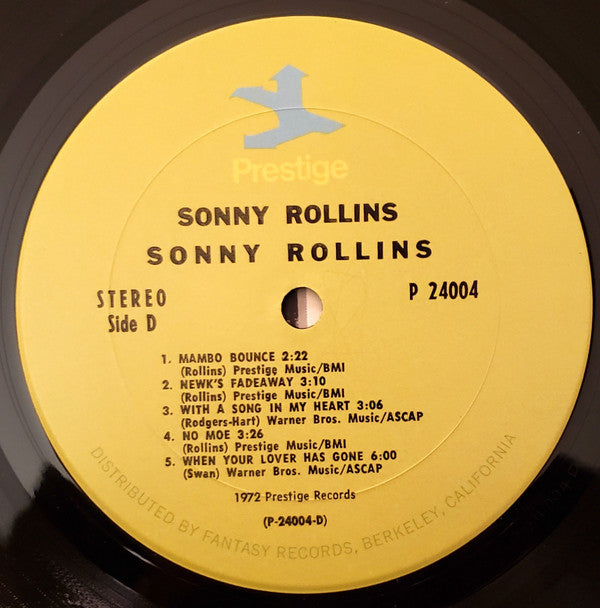 Prestige
SONNY ROLLINS
SONNY ROLLINS
STEREO
Side D
P 24004
1. MAMBO BOUNCE 2:22
(Rollins) Prestige Music/BMI
2. NEWK'S FADEAWAY 3:10
(Rollins) Prestige Music/BMI
3. WITH A SONG IN MY HEART 3:06
(Rodgers-Hart) Warner Bros. Music/ASCAP
4. NO MOE 3:26
(Rollins) Prestige Music/BMI
5. WHEN YOUR LOVER HAS GONE 6:00
(Swan) Warner Bros. Music/ASCAP
1972 Prestige Records
(P-24004-D)
DISTRIBUTED BY FANTASY RECORDS, BERKELEY, CALIFORNIA